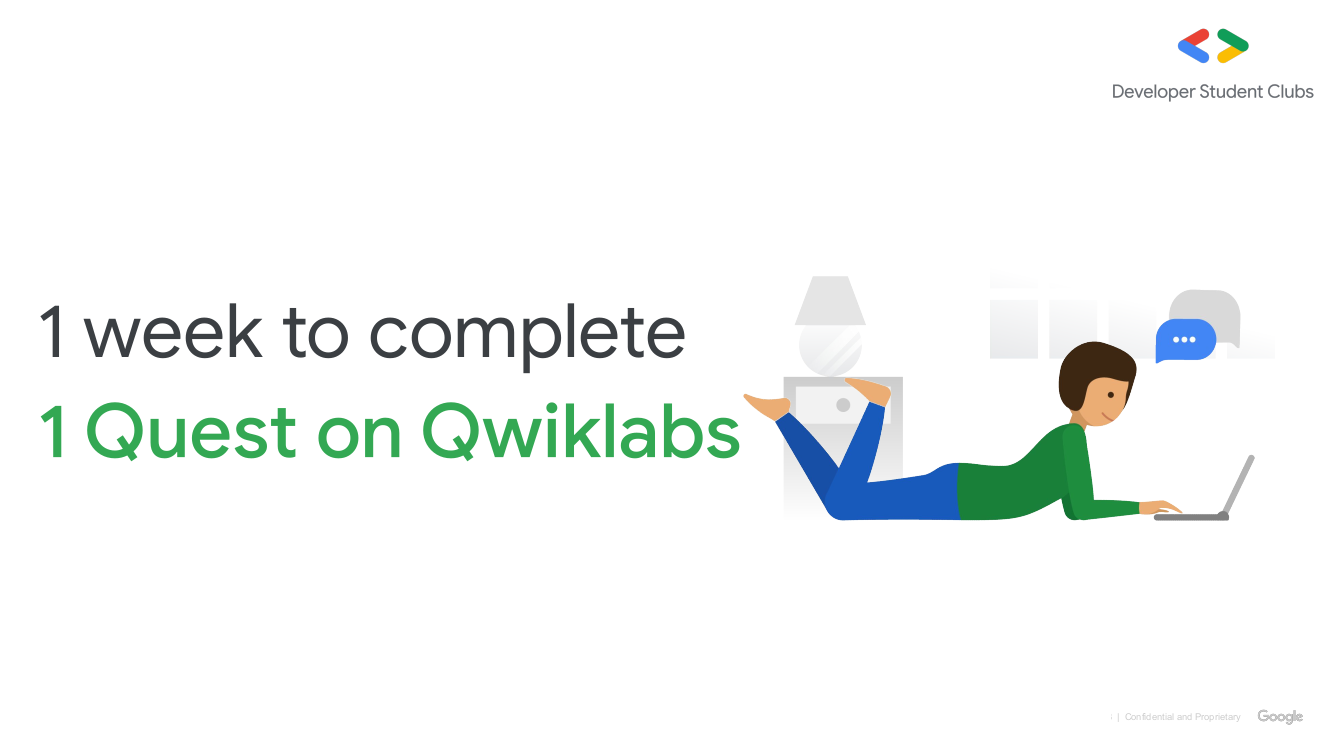 Developer Student Clubs
1 week to complete
1 Quest on Qwiklabs
| Confidential and Proprietary
Google